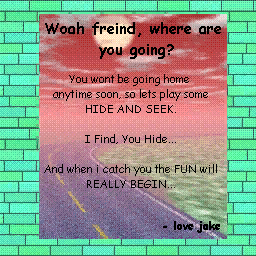 Woah freind, where are
you going?
You wont be going home
anytime soon, so lets play some
HIDE AND SEEK.
I Find, You Hide...
And when i catch you the FUN will
REALLY BEGIN...
- love jake